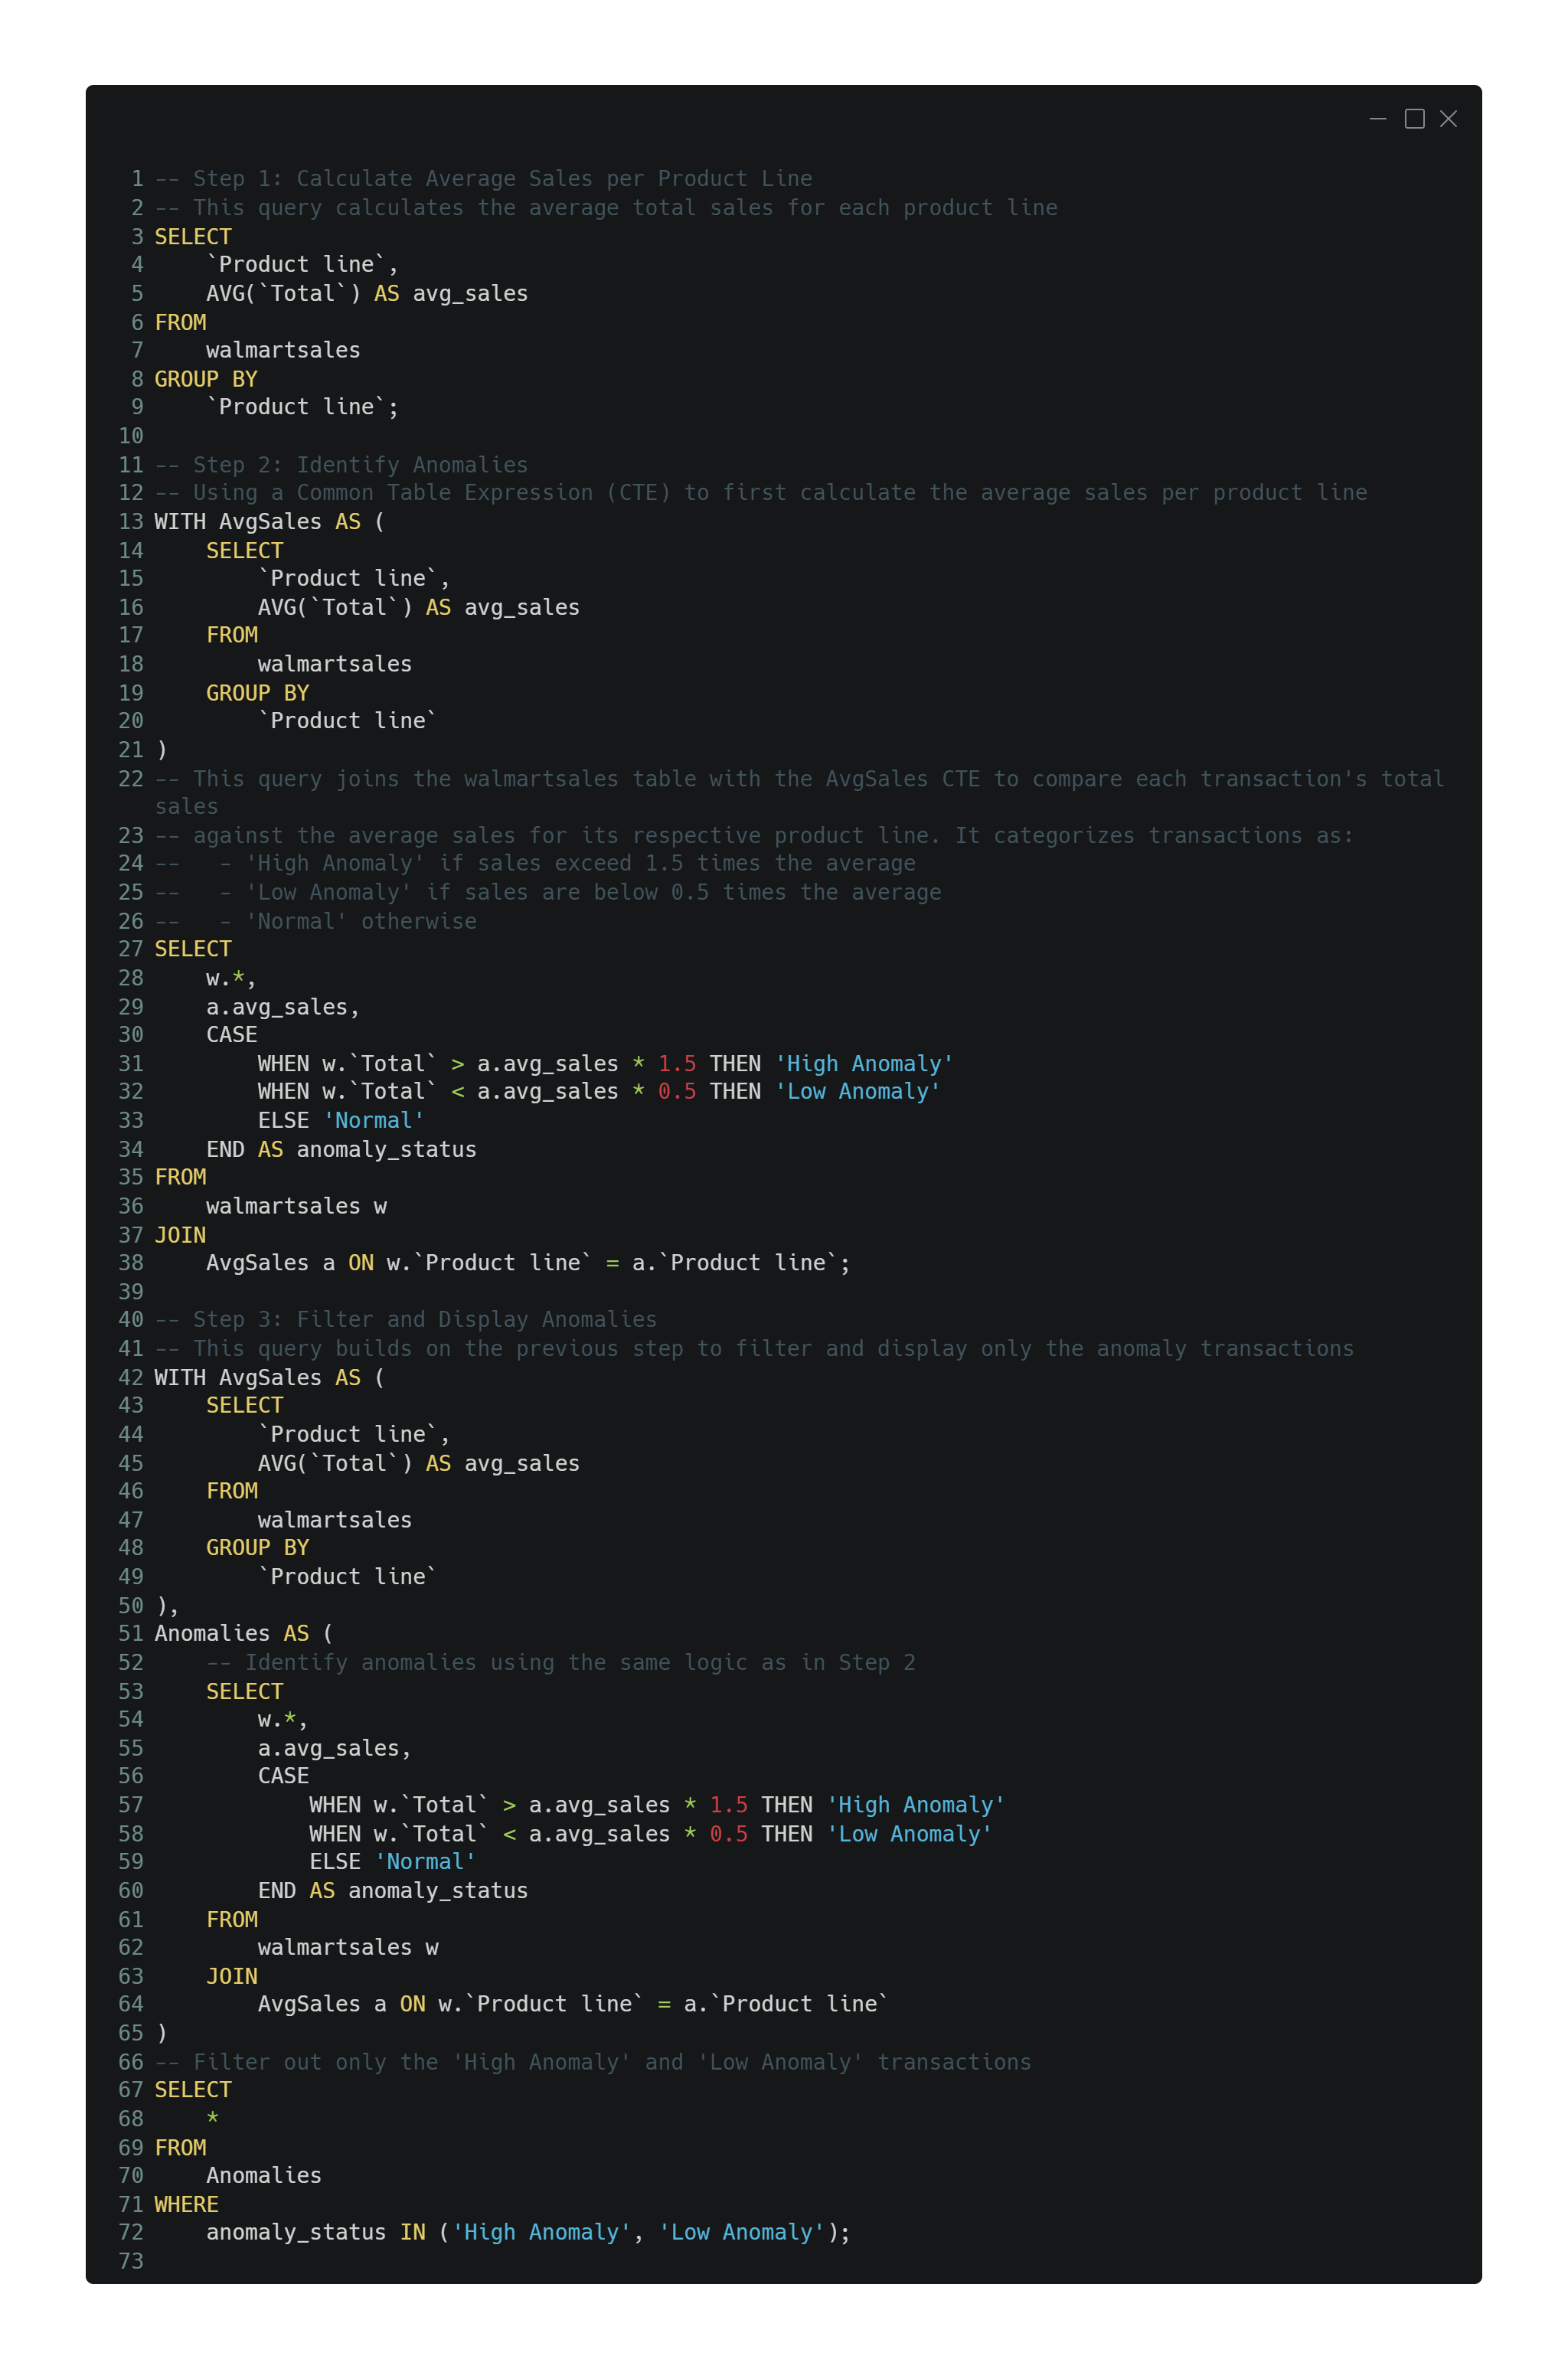 1 -- Step 1: Calculate Average Sales per Product Line
2 -- This query calculates the average total sales for each product line
3 SELECT
4     `Product line`,
5     AVG(`Total`) AS avg_sales
6 FROM
7     walmartsales
8 GROUP BY
9     `Product line`;
10
11 -- Step 2: Identify Anomalies
12 -- Using a Common Table Expression (CTE) to first calculate the average sales per product line
13 WITH AvgSales AS (
14     SELECT
15         `Product line`,
16         AVG(`Total`) AS avg_sales
17     FROM
18         walmartsales
19     GROUP BY
20         `Product line`
21 )
22 -- This query joins the walmartsales table with the AvgSales CTE to compare each transaction's total
sales
23 -- against the average sales for its respective product line. It categorizes transactions as:
24 --   - 'High Anomaly' if sales exceed 1.5 times the average
25 --   - 'Low Anomaly' if sales are below 0.5 times the average
26 --   - 'Normal' otherwise
27 SELECT
28     w.*,
29     a.avg_sales,
30     CASE
31         WHEN w.`Total` > a.avg_sales * 1.5 THEN 'High Anomaly'
32         WHEN w.`Total` < a.avg_sales * 0.5 THEN 'Low Anomaly'
33         ELSE 'Normal'
34     END AS anomaly_status
35 FROM
36     walmartsales w
37 JOIN
38     AvgSales a ON w.`Product line` = a.`Product line`;
39
40 -- Step 3: Filter and Display Anomalies
41 -- This query builds on the previous step to filter and display only the anomaly transactions
42 WITH AvgSales AS (
43     SELECT
44         `Product line`,
45         AVG(`Total`) AS avg_sales
46     FROM
47         walmartsales
48     GROUP BY
49         `Product line`
50 ),
51 Anomalies AS (
52     -- Identify anomalies using the same logic as in Step 2
53     SELECT
54         w.*,
55         a.avg_sales,
56         CASE
57             WHEN w.`Total` > a.avg_sales * 1.5 THEN 'High Anomaly'
58             WHEN w.`Total` < a.avg_sales * 0.5 THEN 'Low Anomaly'
59             ELSE 'Normal'
60         END AS anomaly_status
61     FROM
62         walmartsales w
63     JOIN
64         AvgSales a ON w.`Product line` = a.`Product line`
65 )
66 -- Filter out only the 'High Anomaly' and 'Low Anomaly' transactions
67 SELECT
68     *
69 FROM
70     Anomalies
71 WHERE
72     anomaly_status IN ('High Anomaly', 'Low Anomaly');
73